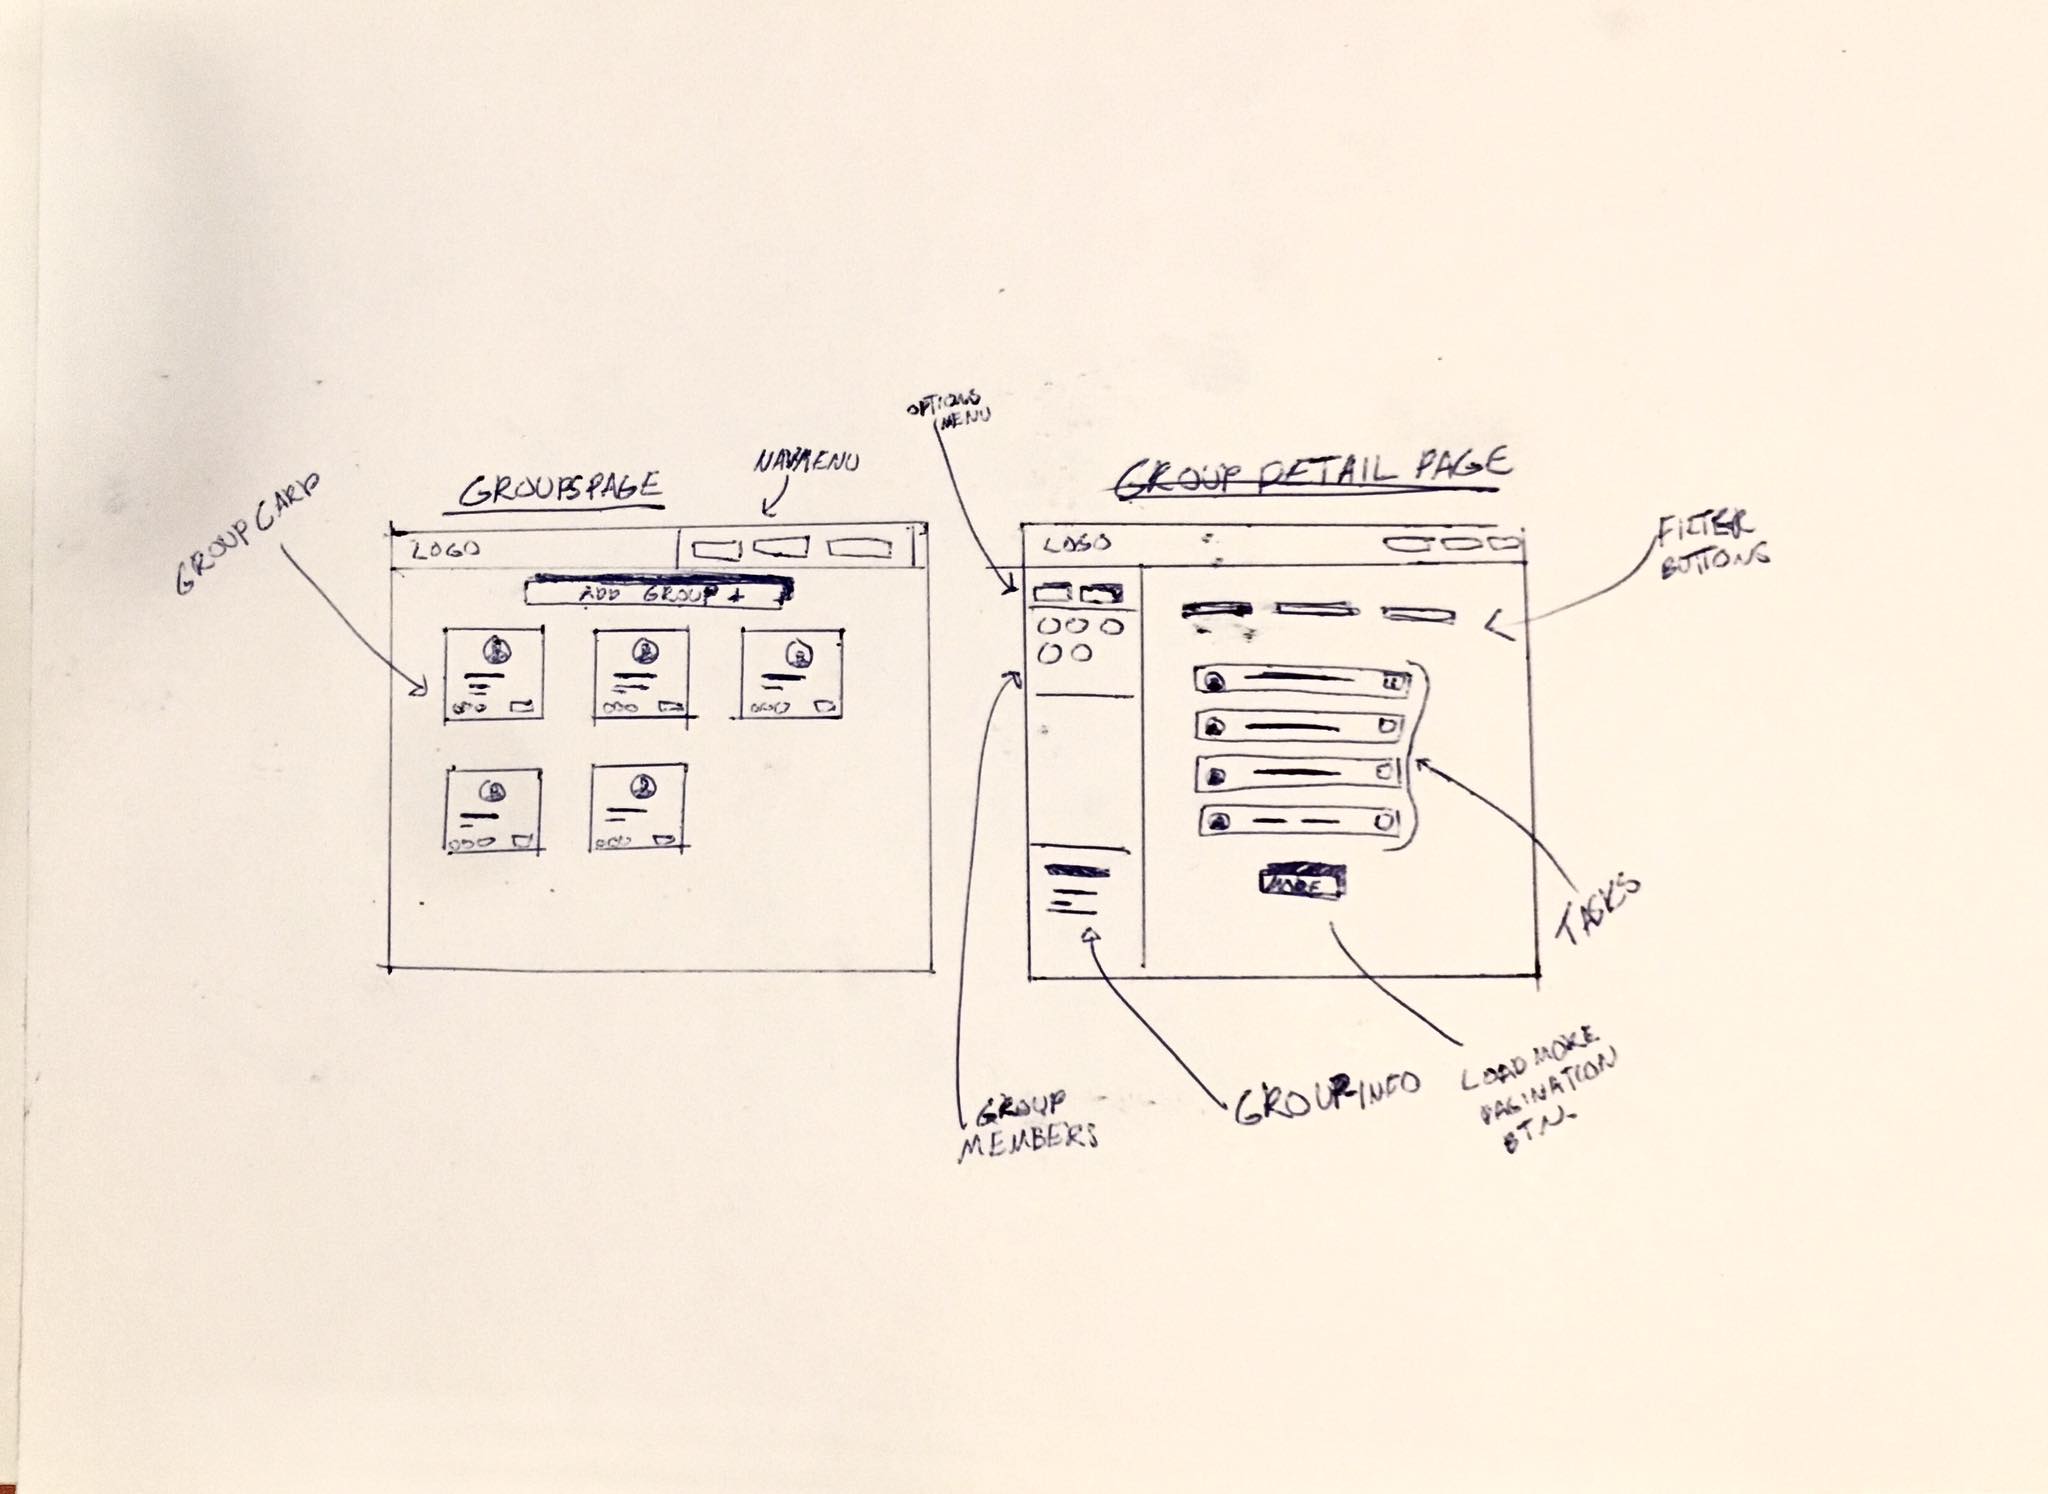 OPTIONS
MENU
NAVMENU
GROUPSPAGE
GROUP DETAIL PAGE
GROUP CARD
FILTER
BUTTONS
LOGO
LOGO
ADD GROUP +
MORE
TASKS
LOAD MORE
PAGINATION
BTN.
GROUP-INFO
GROUP
MEMBERS